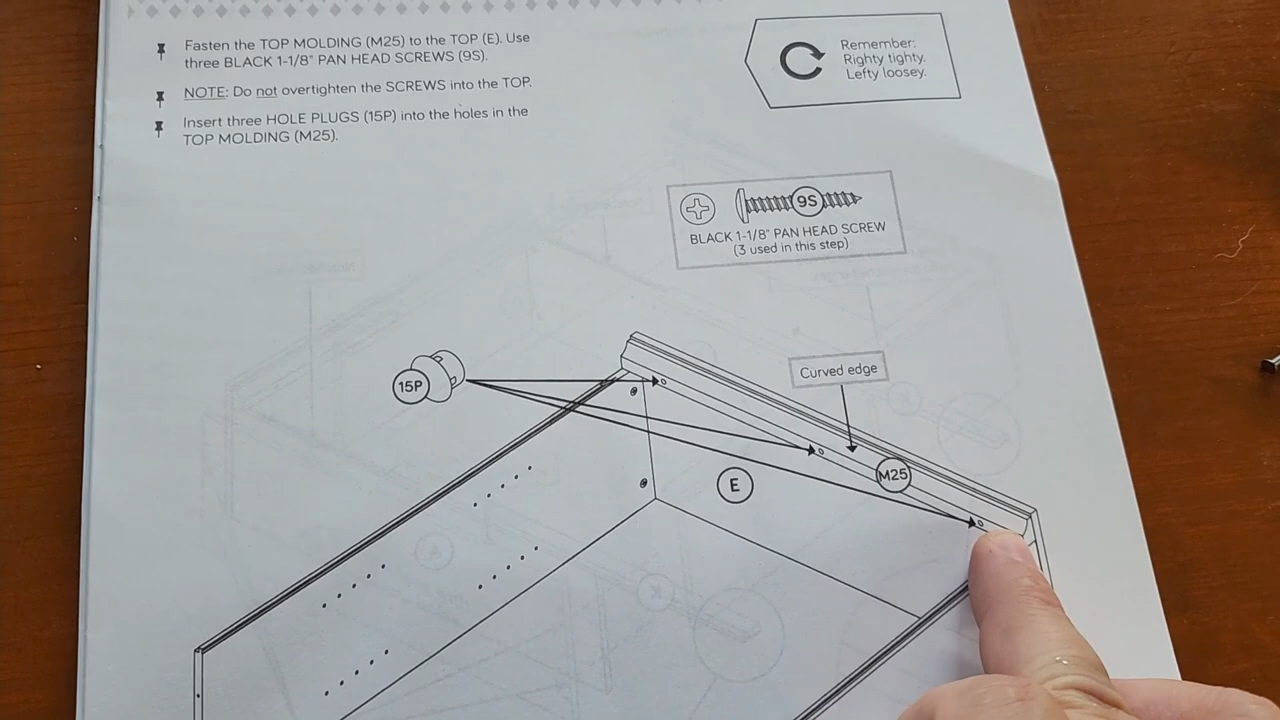 Fasten the TOP MOLDING (M25) to the TOP (E). Use
three BLACK 1-1/8" PAN HEAD SCREWS (9S).
NOTE: Do not overtighten the SCREWS into the TOP.
Insert three HOLE PLUGS (15P) into the holes in the
TOP MOLDING (M25).
Remember:
Righty tighty.
Lefty loosey.
9S
BLACK 1-1/8" PAN HEAD SCREW
(3 used in this step)
15P
Curved edge
M25
E
A
K